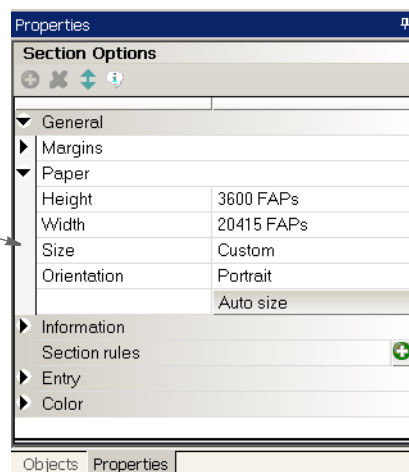 Properties
Section Options
General
Margins
Paper
Height 3600 FAPs
Width 20415 FAPs
Size Custom
Orientation Portrait
Auto size
Information
Section rules
Entry
Color
Objects Properties